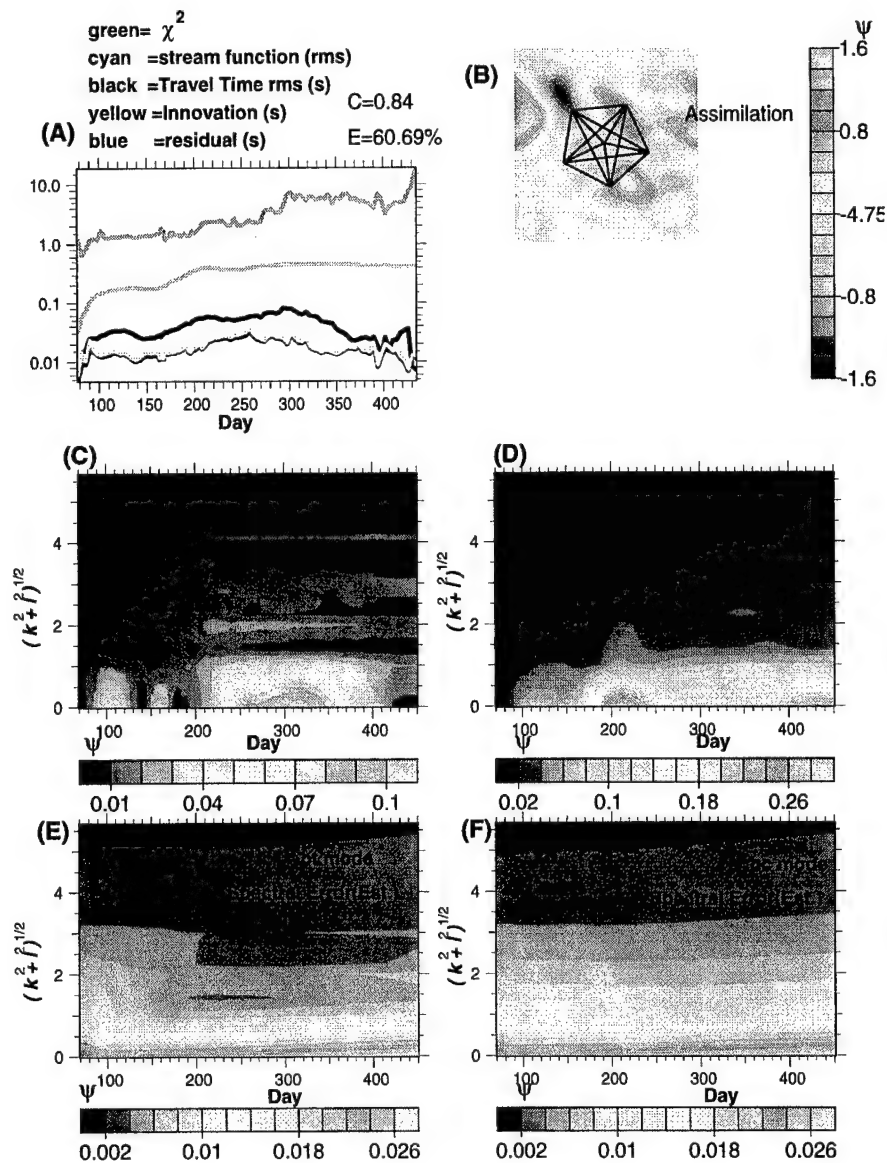 green= χ²
cyan =stream function (rms)
black =Travel Time rms (s)
yellow =Innovation (s)
blue =residual (s)
C=0.84
E=60.69%
(A)
10.0
1.0
0.1
0.01
100 150 200 250 300 350 400
Day
(B)
Assimilation
ψ
1.6
0.8
-4.75
-0.8
-1.6
(C)
(k²+l²)^1/2
4
2
0
100 200 300 400
Day
ψ
0.01 0.04 0.07 0.1
(D)
(k²+l²)^1/2
4
2
0
100 200 300 400
Day
ψ
0.02 0.1 0.18 0.26
(E)
mode
(k²+l²)^1/2
4
2
0
100 200 300 400
Day
ψ
0.002 0.01 0.018 0.026
(F)
mode
(k²+l²)^1/2
4
2
0
100 200 300 400
Day
ψ
0.002 0.01 0.018 0.026